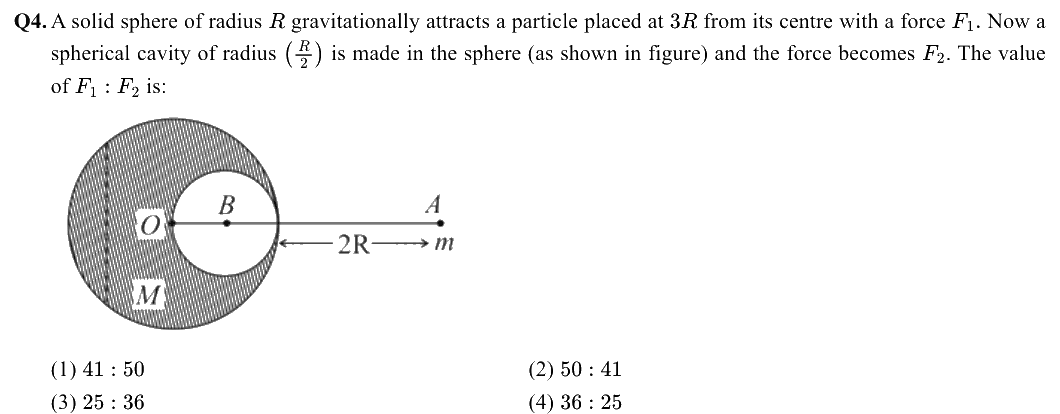 Q4. A solid sphere of radius R gravitationally attracts a particle placed at 3R from its centre with a force F₁. Now a
spherical cavity of radius (R/2) is made in the sphere (as shown in figure) and the force becomes F₂. The value
of F₁ : F₂ is:
B
A
O
2R
m
M
(1) 41 : 50
(2) 50 : 41
(3) 25 : 36
(4) 36 : 25